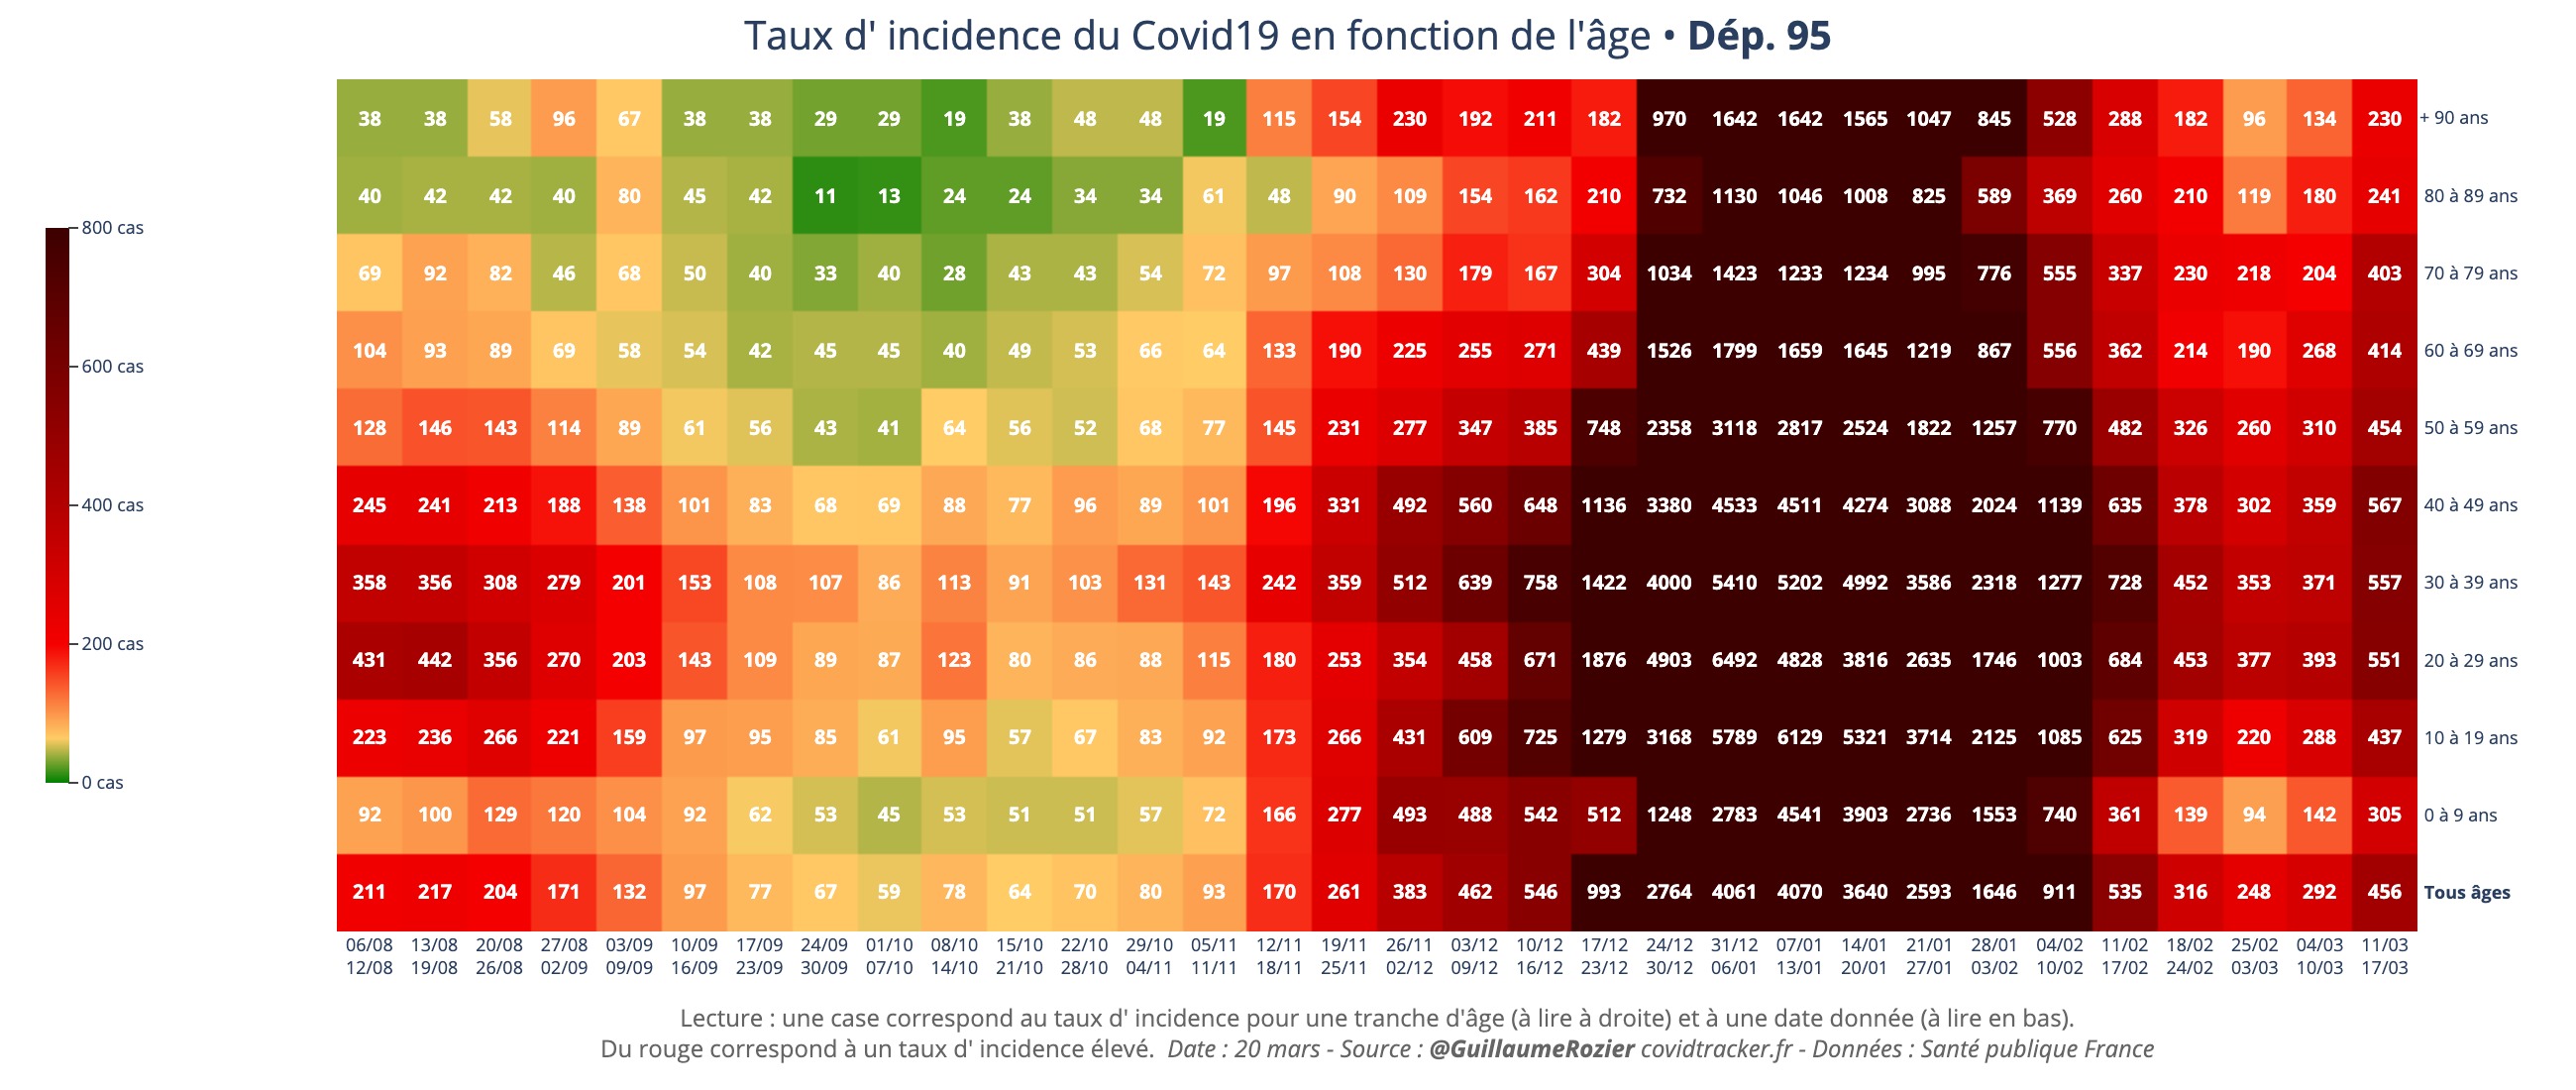 Taux d' incidence du Covid19 en fonction de l'âge • Dép. 95
38 38 58 96 67 38 38 29 29 19 38 48 48 19 115 154 230 192 211 182 970 1642 1642 1565 1047 845 528 288 182 96 134 230 + 90 ans
40 42 42 40 80 45 42 11 13 24 24 34 34 61 48 90 109 154 162 210 732 1130 1046 1008 825 589 369 260 210 119 180 241 80 à 89 ans
800 cas
69 92 82 46 68 50 40 33 40 28 43 43 54 72 97 108 130 179 167 304 1034 1423 1233 1234 995 776 555 337 230 218 204 403 70 à 79 ans
104 93 89 69 58 54 42 45 45 40 49 53 66 64 133 190 225 255 271 439 1526 1799 1659 1645 1219 867 556 362 214 190 268 414 60 à 69 ans
600 cas
128 146 143 114 89 61 56 43 41 64 56 52 68 77 145 231 277 347 385 748 2358 3118 2817 2524 1822 1257 770 482 326 260 310 454 50 à 59 ans
400 cas
245 241 213 188 138 101 83 68 69 88 77 96 89 101 196 331 492 560 648 1136 3380 4533 4511 4274 3088 2024 1139 635 378 302 359 567 40 à 49 ans
358 356 308 279 201 153 108 107 86 113 91 103 131 143 242 359 512 639 758 1422 4000 5410 5202 4992 3586 2318 1277 728 452 353 371 557 30 à 39 ans
200 cas
431 442 356 270 203 143 109 89 87 123 80 86 88 115 180 253 354 458 671 1876 4903 6492 4828 3816 2635 1746 1003 684 453 377 393 551 20 à 29 ans
223 236 266 221 159 97 95 85 61 95 57 67 83 92 173 266 431 609 725 1279 3168 5789 6129 5321 3714 2125 1085 625 319 220 288 437 10 à 19 ans
0 cas
92 100 129 120 104 92 62 53 45 53 51 51 57 72 166 277 493 488 542 512 1248 2783 4541 3903 2736 1553 740 361 139 94 142 305 0 à 9 ans
211 217 204 171 132 97 77 67 59 78 64 70 80 93 170 261 383 462 546 993 2764 4061 4070 3640 2593 1646 911 535 316 248 292 456 Tous âges
06/08 13/08 20/08 27/08 03/09 10/09 17/09 24/09 01/10 08/10 15/10 22/10 29/10 05/11 12/11 19/11 26/11 03/12 10/12 17/12 24/12 31/12 07/01 14/01 21/01 28/01 04/02 11/02 18/02 25/02 04/03 11/03
12/08 19/08 26/08 02/09 09/09 16/09 23/09 30/09 07/10 14/10 21/10 28/10 04/11 11/11 18/11 25/11 02/12 09/12 16/12 23/12 30/12 06/01 13/01 20/01 27/01 03/02 10/02 17/02 24/02 03/03 10/03 17/03
Lecture : une case correspond au taux d' incidence pour une tranche d'âge (à lire à droite) et à une date donnée (à lire en bas).
Du rouge correspond à un taux d' incidence élevé. Date : 20 mars - Source : @GuillaumeRozier covidtracker.fr - Données : Santé publique France